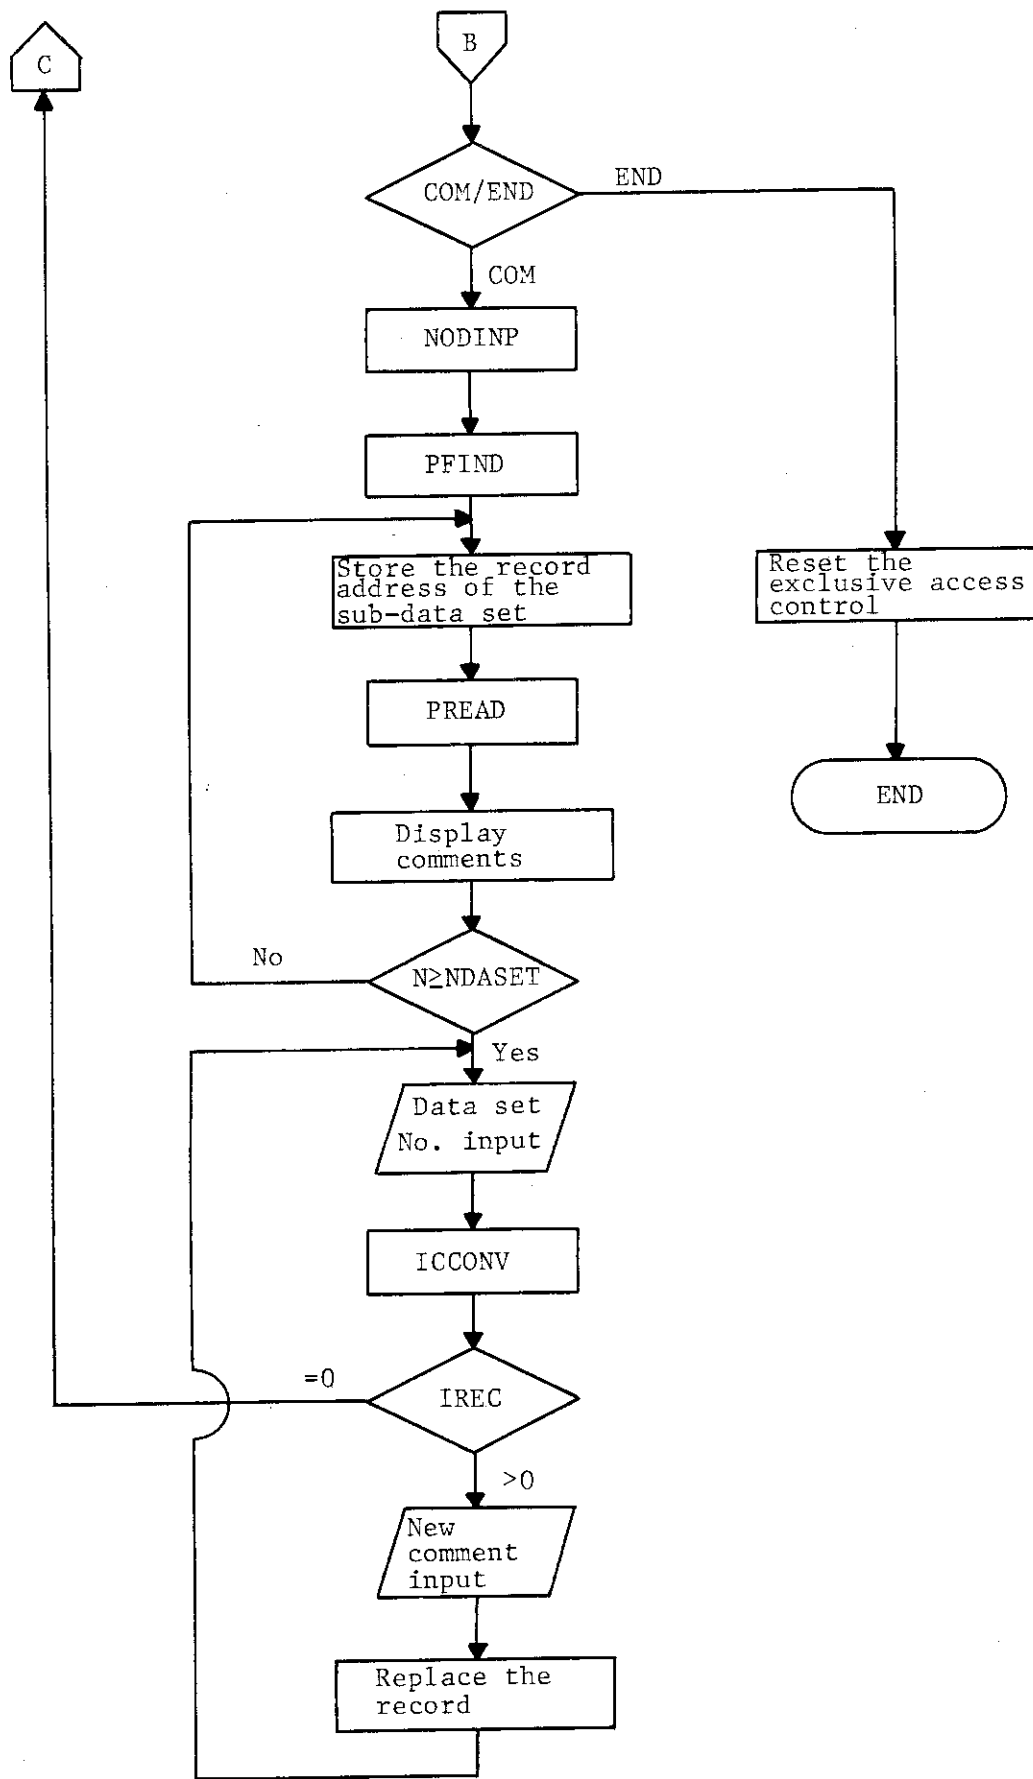 C
B
COM/END
END
COM
NODINP
PFIND
Store the record
address of the
sub-data set
Reset the
exclusive access
control
PREAD
END
Display
comments
No
N≥NDASET
Yes
Data set
No. input
ICCONV
=0
IREC
>0
New
comment
input
Replace the
record